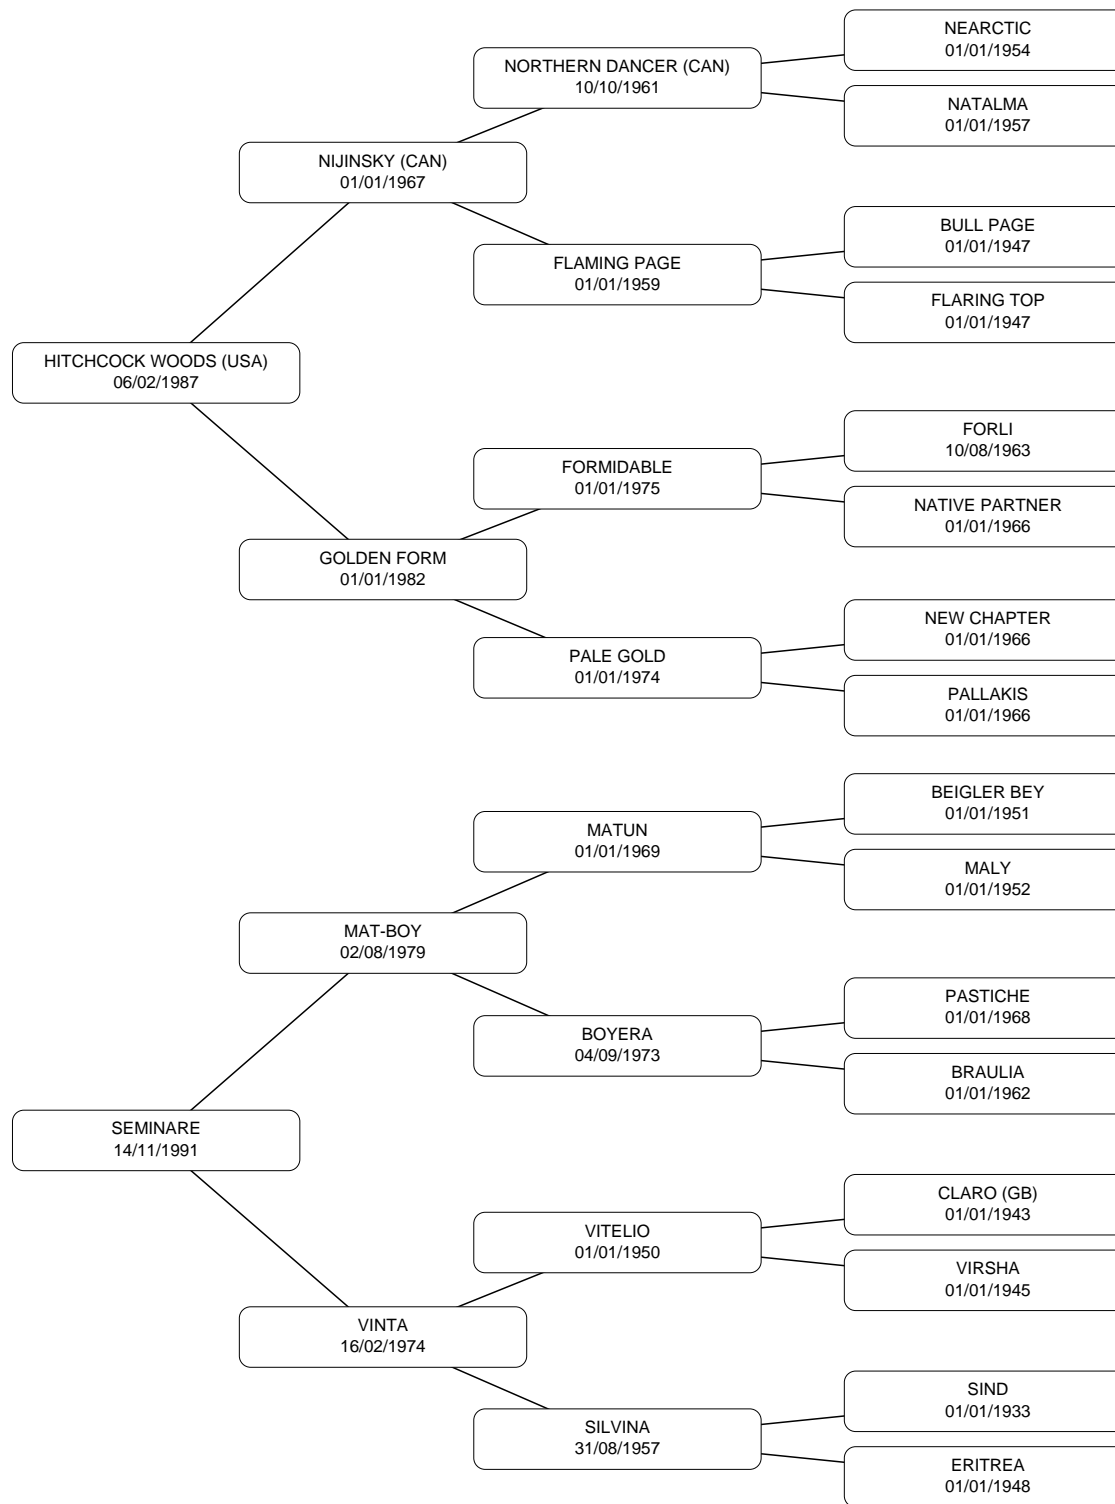 NEARCTIC
01/01/1954
NORTHERN DANCER (CAN)
10/10/1961
NATALMA
01/01/1957
NIJINSKY (CAN)
01/01/1967
BULL PAGE
01/01/1947
FLAMING PAGE
01/01/1959
FLARING TOP
01/01/1947
HITCHCOCK WOODS (USA)
06/02/1987
FORLI
10/08/1963
FORMIDABLE
01/01/1975
NATIVE PARTNER
01/01/1966
GOLDEN FORM
01/01/1982
NEW CHAPTER
01/01/1966
PALE GOLD
01/01/1974
PALLAKIS
01/01/1966
BEIGLER BEY
01/01/1951
MATUN
01/01/1969
MALY
01/01/1952
MAT-BOY
02/08/1979
PASTICHE
01/01/1968
BOYERA
04/09/1973
BRAULIA
01/01/1962
SEMINARE
14/11/1991
CLARO (GB)
01/01/1943
VITELIO
01/01/1950
VIRSHA
01/01/1945
VINTA
16/02/1974
SIND
01/01/1933
SILVINA
31/08/1957
ERITREA
01/01/1948